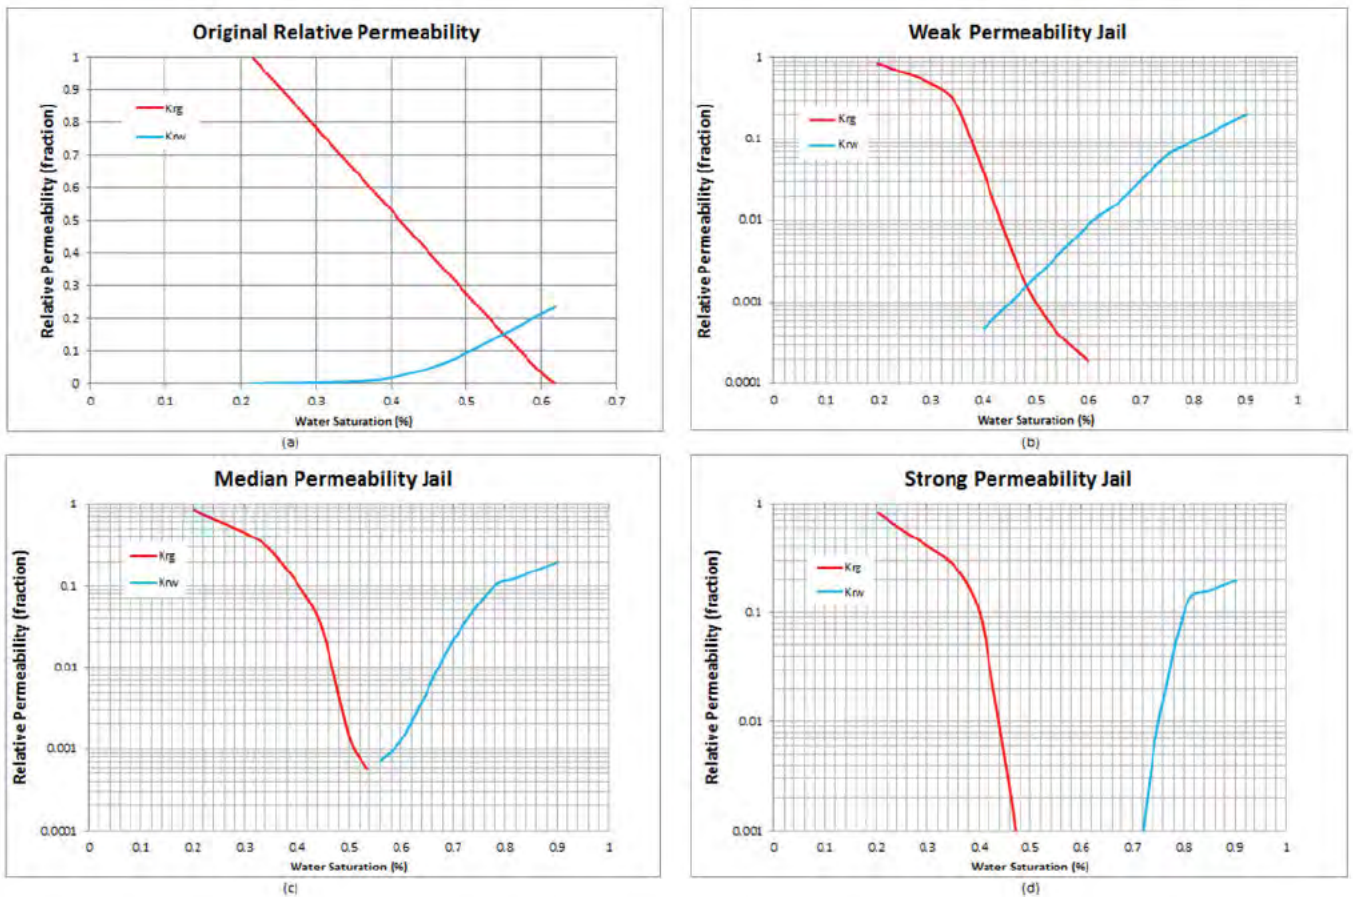 Original Relative Permeability
Relative Permeability (fraction)
1
0.9
0.8
0.7
0.6
0.5
0.4
0.3
0.2
0.1
0
Krg
Krw
0 0.1 0.2 0.3 0.4 0.5 0.6 0.7
Water Saturation (%)
(a)
Weak Permeability Jail
Relative Permeability (fraction)
1
0.1
0.01
0.001
0.0001
Krg
Krw
0 0.1 0.2 0.3 0.4 0.5 0.6 0.7 0.8 0.9 1
Water Saturation (%)
(b)
Median Permeability Jail
Relative Permeability (fraction)
1
0.1
0.01
0.001
0.0001
Krg
Krw
0 0.1 0.2 0.3 0.4 0.5 0.6 0.7 0.8 0.9 1
Water Saturation (%)
(c)
Strong Permeability Jail
Relative Permeability (fraction)
1
0.1
0.01
0.001
Krg
Krw
0 0.1 0.2 0.3 0.4 0.5 0.6 0.7 0.8 0.9 1
Water Saturation (%)
(d)